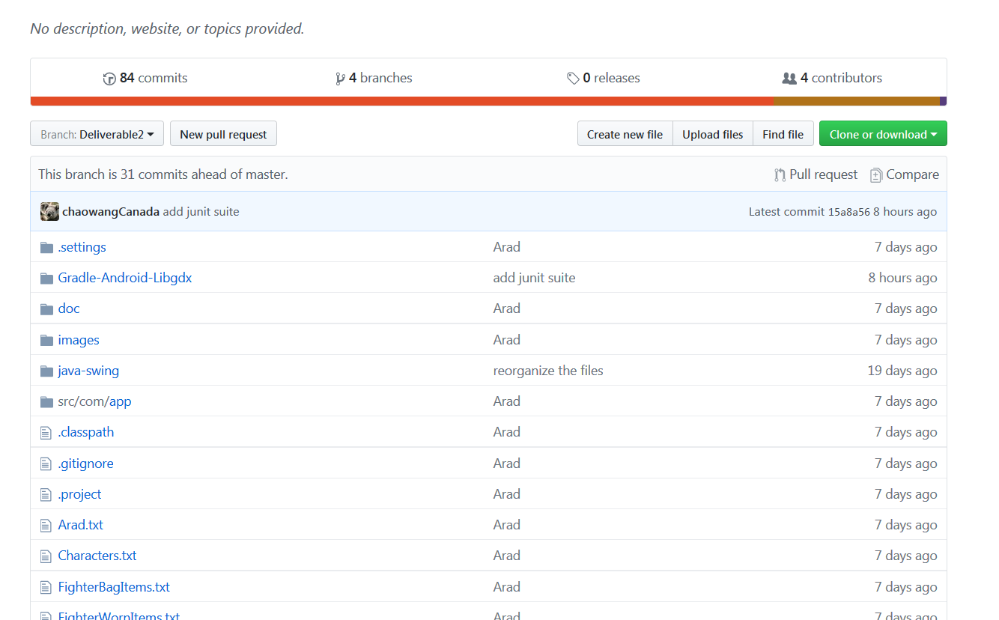 No description, website, or topics provided.
84 commits 4 branches 0 releases 4 contributors
Branch: Deliverable2 New pull request Create new file Upload files Find file Clone or download
This branch is 31 commits ahead of master. Pull request Compare
chaowangCanada add junit suite Latest commit 15a8a56 8 hours ago
.settings Arad 7 days ago
Gradle-Android-Libgdx add junit suite 8 hours ago
doc Arad 7 days ago
images Arad 7 days ago
java-swing reorganize the files 19 days ago
src/com/app Arad 7 days ago
.classpath Arad 7 days ago
.gitignore Arad 7 days ago
.project Arad 7 days ago
Arad.txt Arad 7 days ago
Characters.txt Arad 7 days ago
FighterBagItems.txt Arad 7 days ago
FighterWornItems.txt Arad 7 days ago